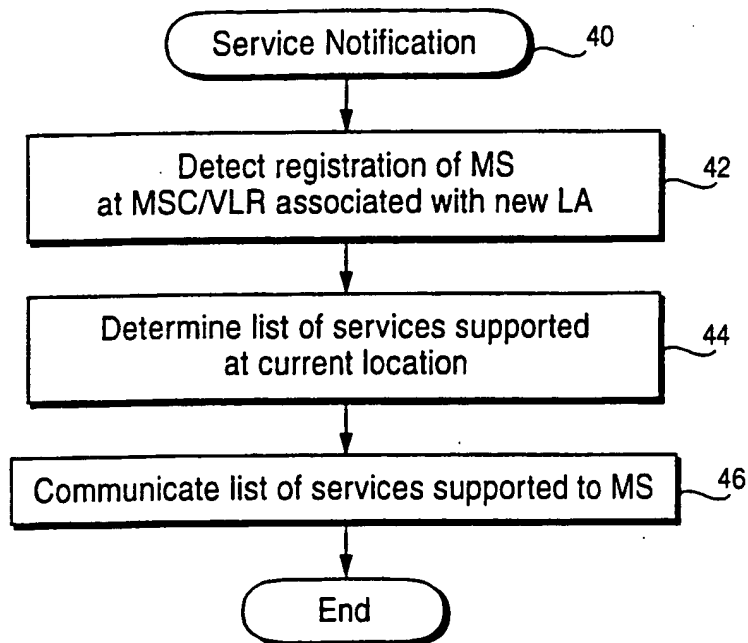 Service Notification
40
Detect registration of MS
at MSC/VLR associated with new LA
42
Determine list of services supported
at current location
44
Communicate list of services supported to MS
46
End